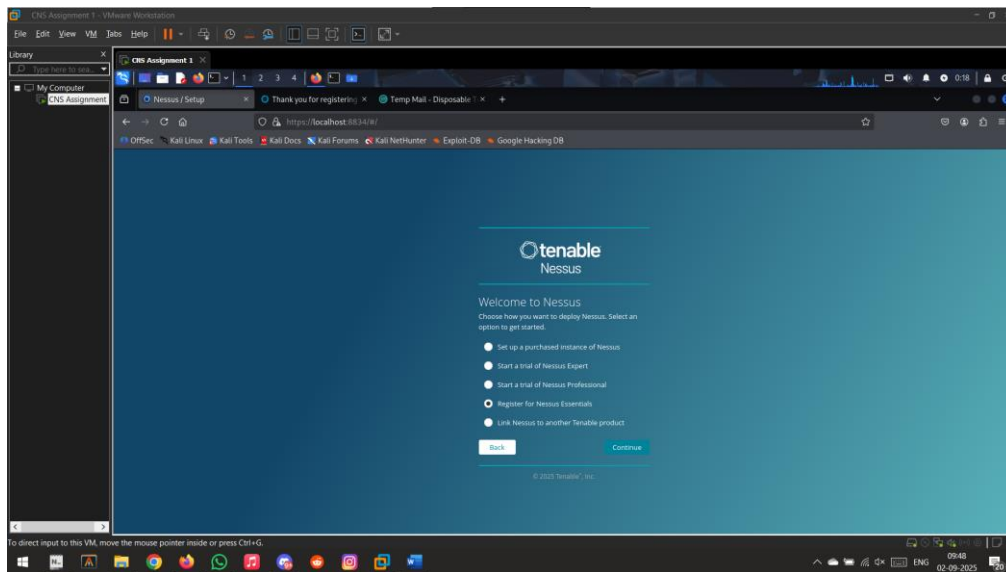 CNS Assignment 1 - VMware Workstation
File Edit View VM Tabs Help
Library X
Type here to sea...
My Computer
CNS Assignment
CNS Assignment 1 ×
1 2 3 4
0:18
Nessus / Setup ×
Thank you for registering ×
Temp Mail - Disposable T ×
https://localhost:8834/#/
OffSec Kali Linux Kali Tools Kali Docs Kali Forums Kali NetHunter Exploit-DB Google Hacking DB
tenable
Nessus
Welcome to Nessus
Choose how you want to deploy Nessus. Select an
option to get started.
Set up a purchased instance of Nessus
Start a trial of Nessus Expert
Start a trial of Nessus Professional
Register for Nessus Essentials
Link Nessus to another Tenable product
Back Continue
© 2025 Tenable™, Inc.
To direct input to this VM, move the mouse pointer inside or press Ctrl+G.
ENG
09:48
02-09-2025